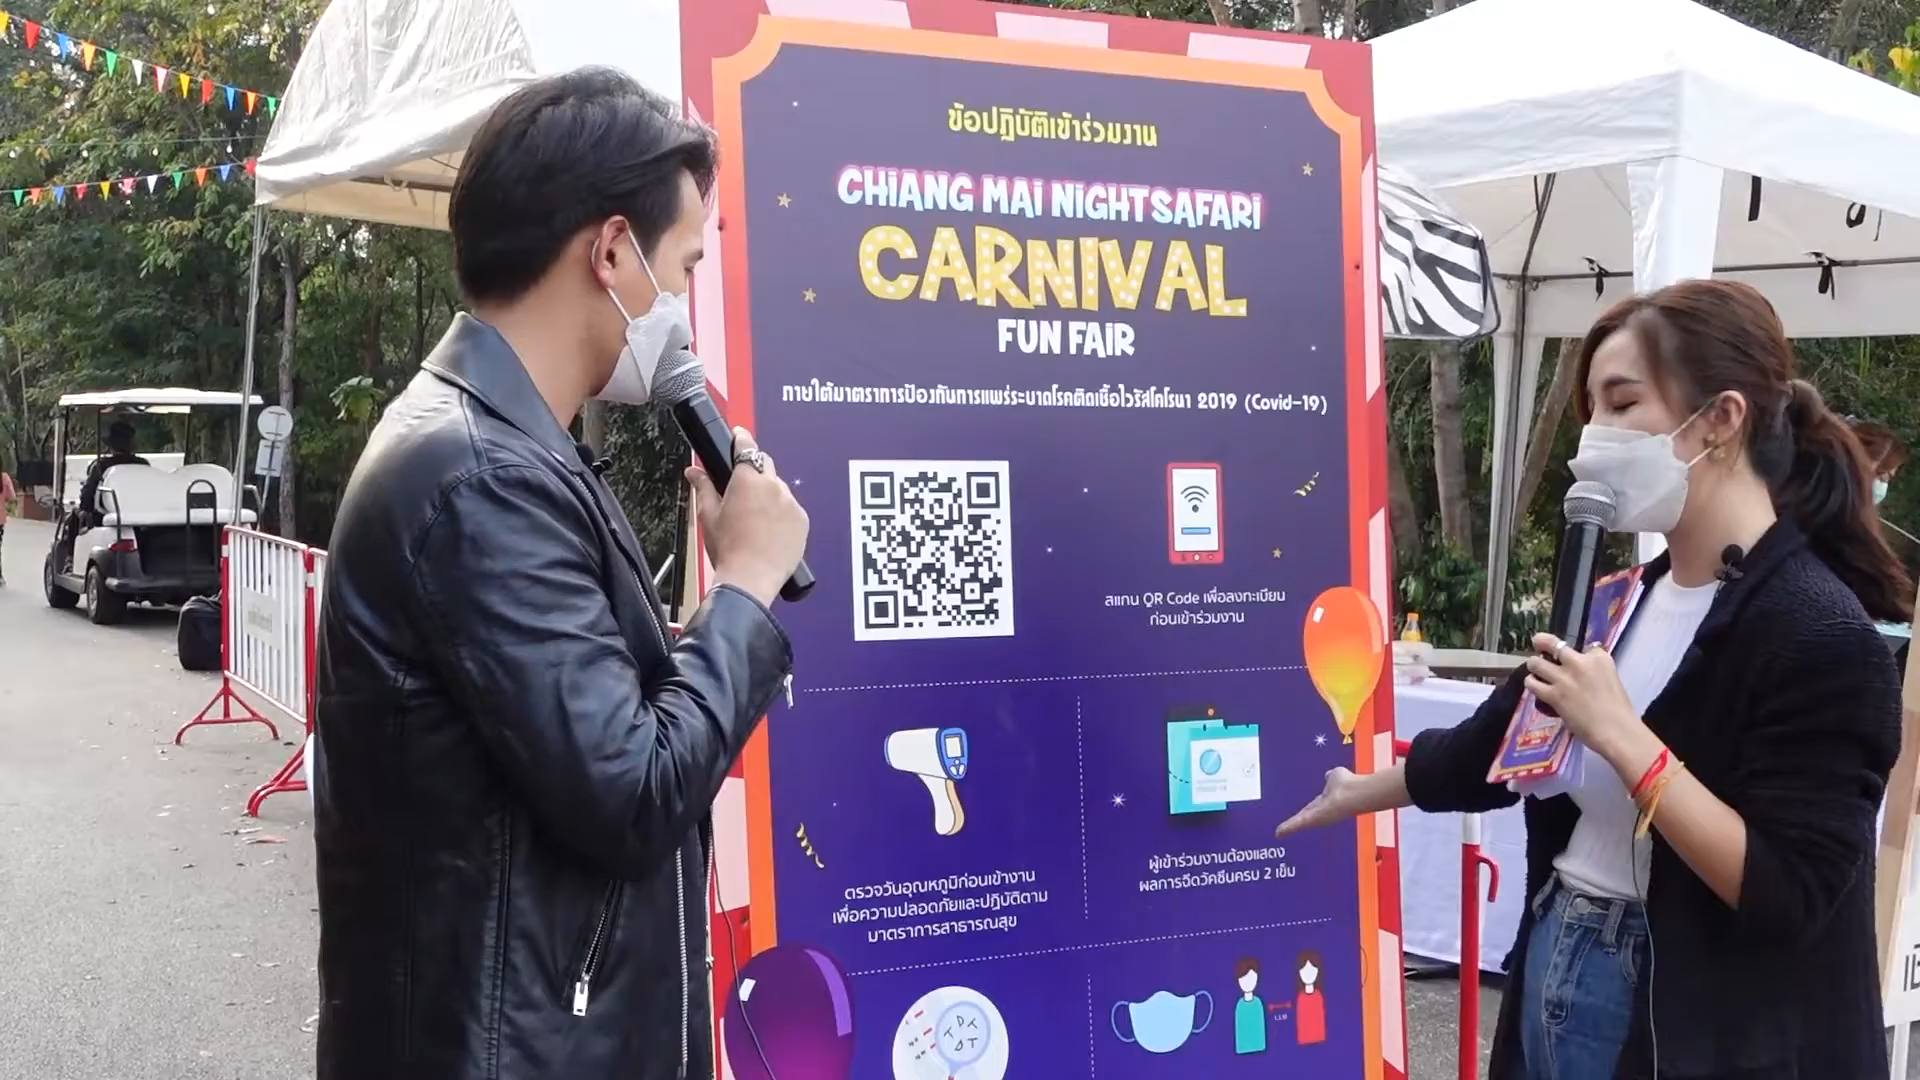 ข้อปฏิบัติเข้าร่วมงาน
CHiANG MAi NiGHTSAFARi
CARNIVAL
FUN FAiR
ภายใต้มาตราการป้องกันการแพร่ระบาดโรคติดเชื้อไวรัสโคโรนา 2019 (Covid-19)
สแกน QR Code เพื่อลงทะเบียน
ก่อนเข้าร่วมงาน
ตรวจวันอุณหภูมิก่อนเข้างาน
เพื่อความปลอดภัยและปฏิบัติตาม
มาตราการสาธารณสุข
ผู้เข้าร่วมงานต้องแสดง
ผลการฉีดวัคซีนครบ 2 เข็ม